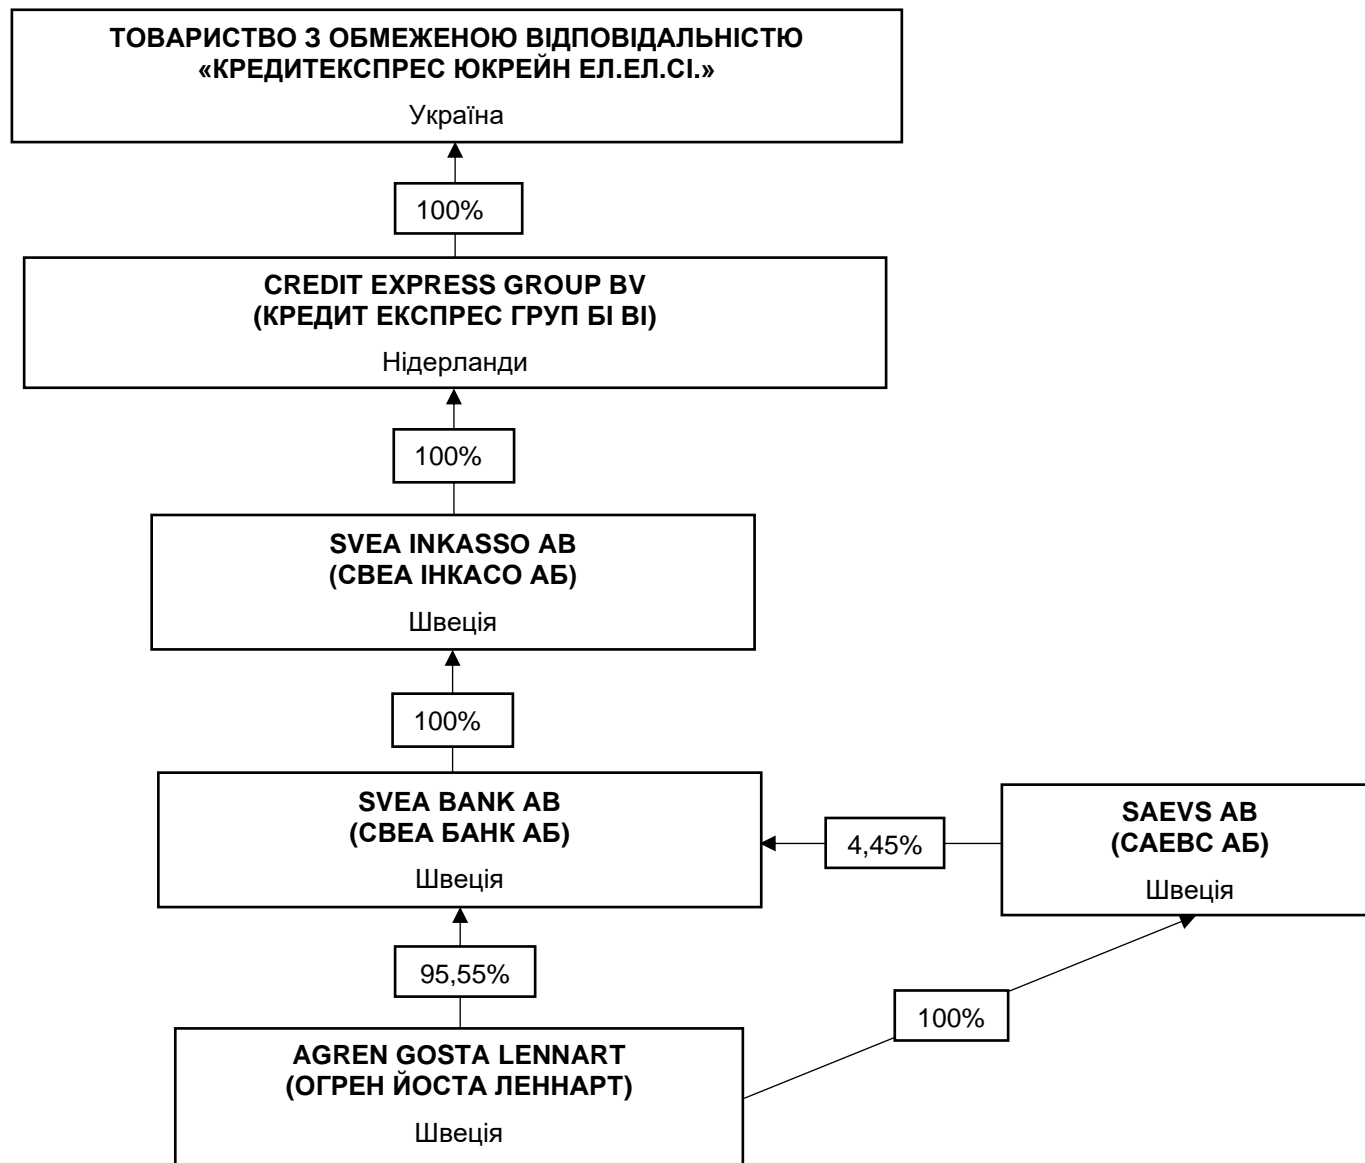 ТОВАРИСТВО З ОБМЕЖЕНОЮ ВІДПОВІДАЛЬНІСТЮ
«КРЕДИТЕКСПРЕС ЮКРЕЙН ЕЛ.ЕЛ.СІ.»
Україна
100%
CREDIT EXPRESS GROUP BV
(КРЕДИТ ЕКСПРЕС ГРУП БІ ВІ)
Нідерланди
100%
SVEA INKASSO AB
(СВЕА ІНКАСО АБ)
Швеція
100%
SVEA BANK AB
(СВЕА БАНК АБ)
Швеція
4,45%
SAEVS AB
(САЕВС АБ)
Швеція
95,55%
100%
AGREN GOSTA LENNART
(ОГРЕН ЙОСТА ЛЕННАРТ)
Швеція